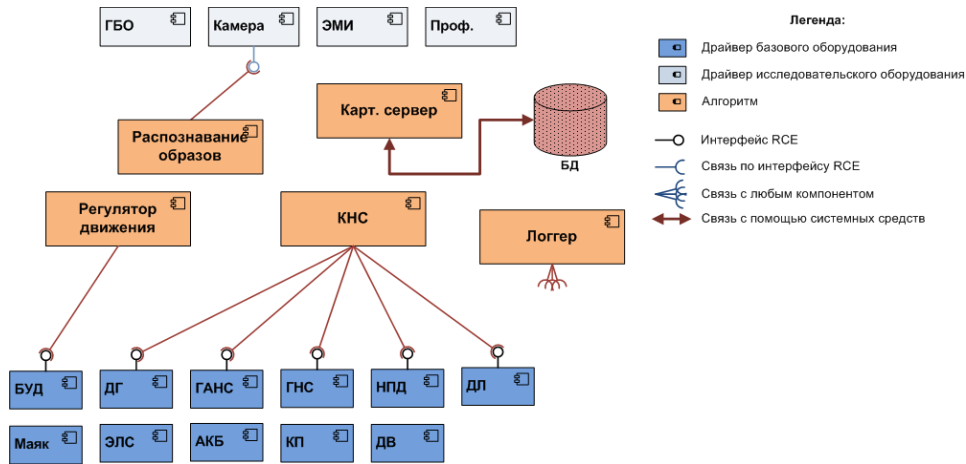 ГБО
Камера
ЭМИ
Проф.
Распознавание
образов
Карт. сервер
БД
Регулятор
движения
КНС
Логгер
БУД
ДГ
ГАНС
ГНС
НПД
ДЛ
Маяк
ЭЛС
АКБ
КП
ДВ
Легенда:
Драйвер базового оборудования
Драйвер исследовательского оборудования
Алгоритм
Интерфейс RCE
Связь по интерфейсу RCE
Связь с любым компонентом
Связь с помощью системных средств